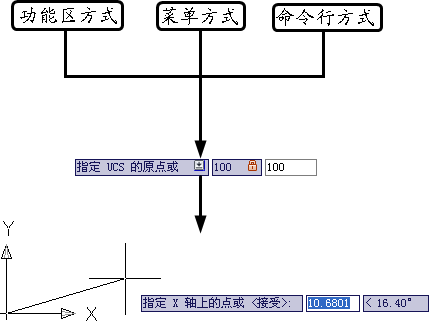 功能区方式 菜单方式 命令行方式
指定 UCS 的原点或 100 100
Y
X
指定 X 轴上的点或 <接受>: 10.6801 < 16.40°